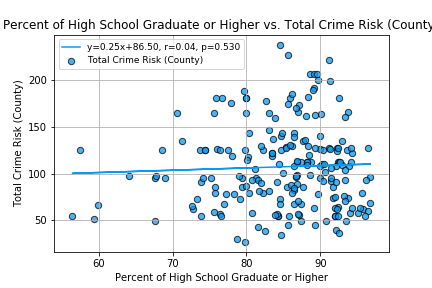 Percent of High School Graduate or Higher vs. Total Crime Risk (County
y=0.25x+86.50, r=0.04, p=0.530
Total Crime Risk (County)
200
150
100
50
Total Crime Risk (County)
60 70 80 90
Percent of High School Graduate or Higher